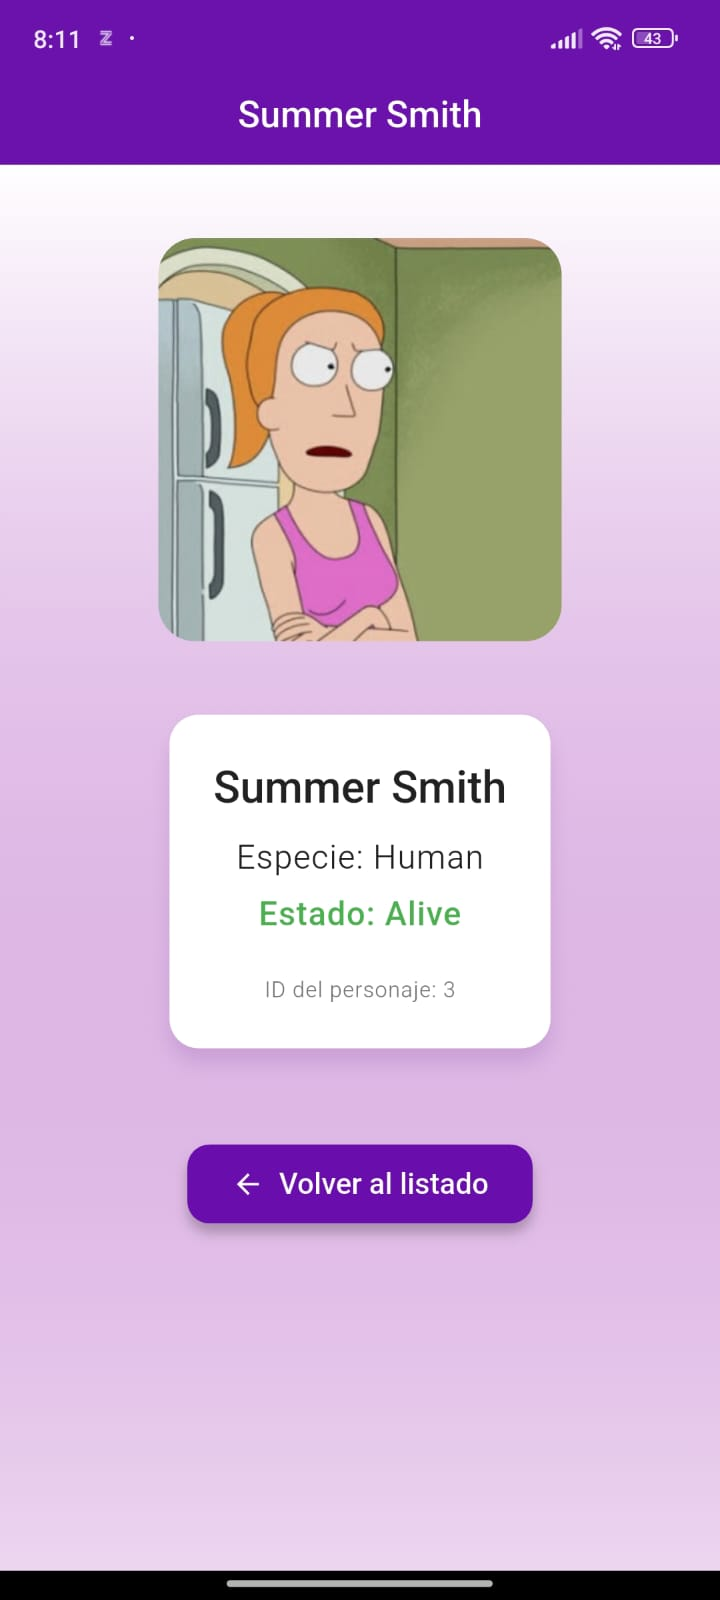 8:11 Z
43
Summer Smith
Summer Smith
Especie: Human
Estado: Alive
ID del personaje: 3
Volver al listado